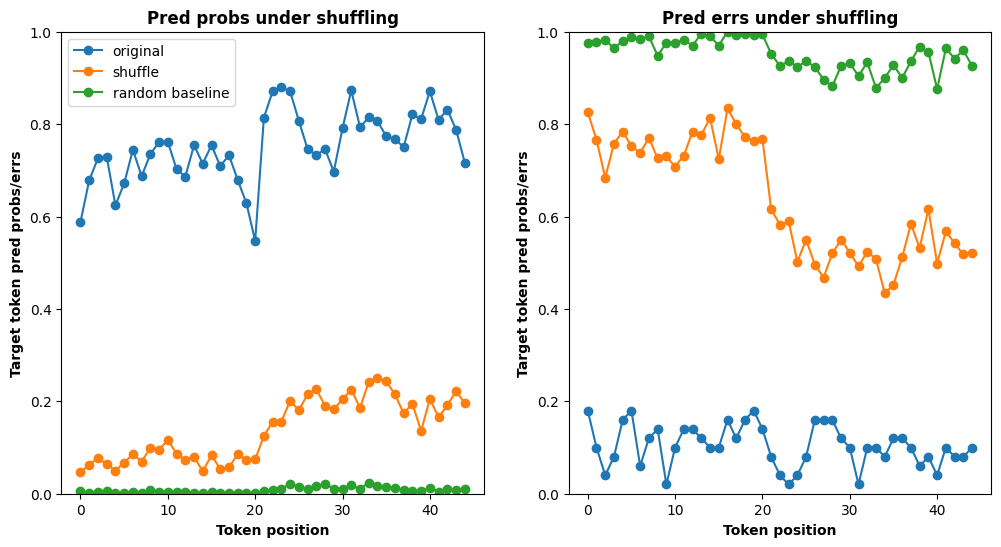 Pred probs under shuffling
Target token pred probs/errs
1.0
0.8
0.6
0.4
0.2
0.0
original
shuffle
random baseline
0 10 20 30 40
Token position
Pred errs under shuffling
Target token pred probs/errs
1.0
0.8
0.6
0.4
0.2
0.0
0 10 20 30 40
Token position